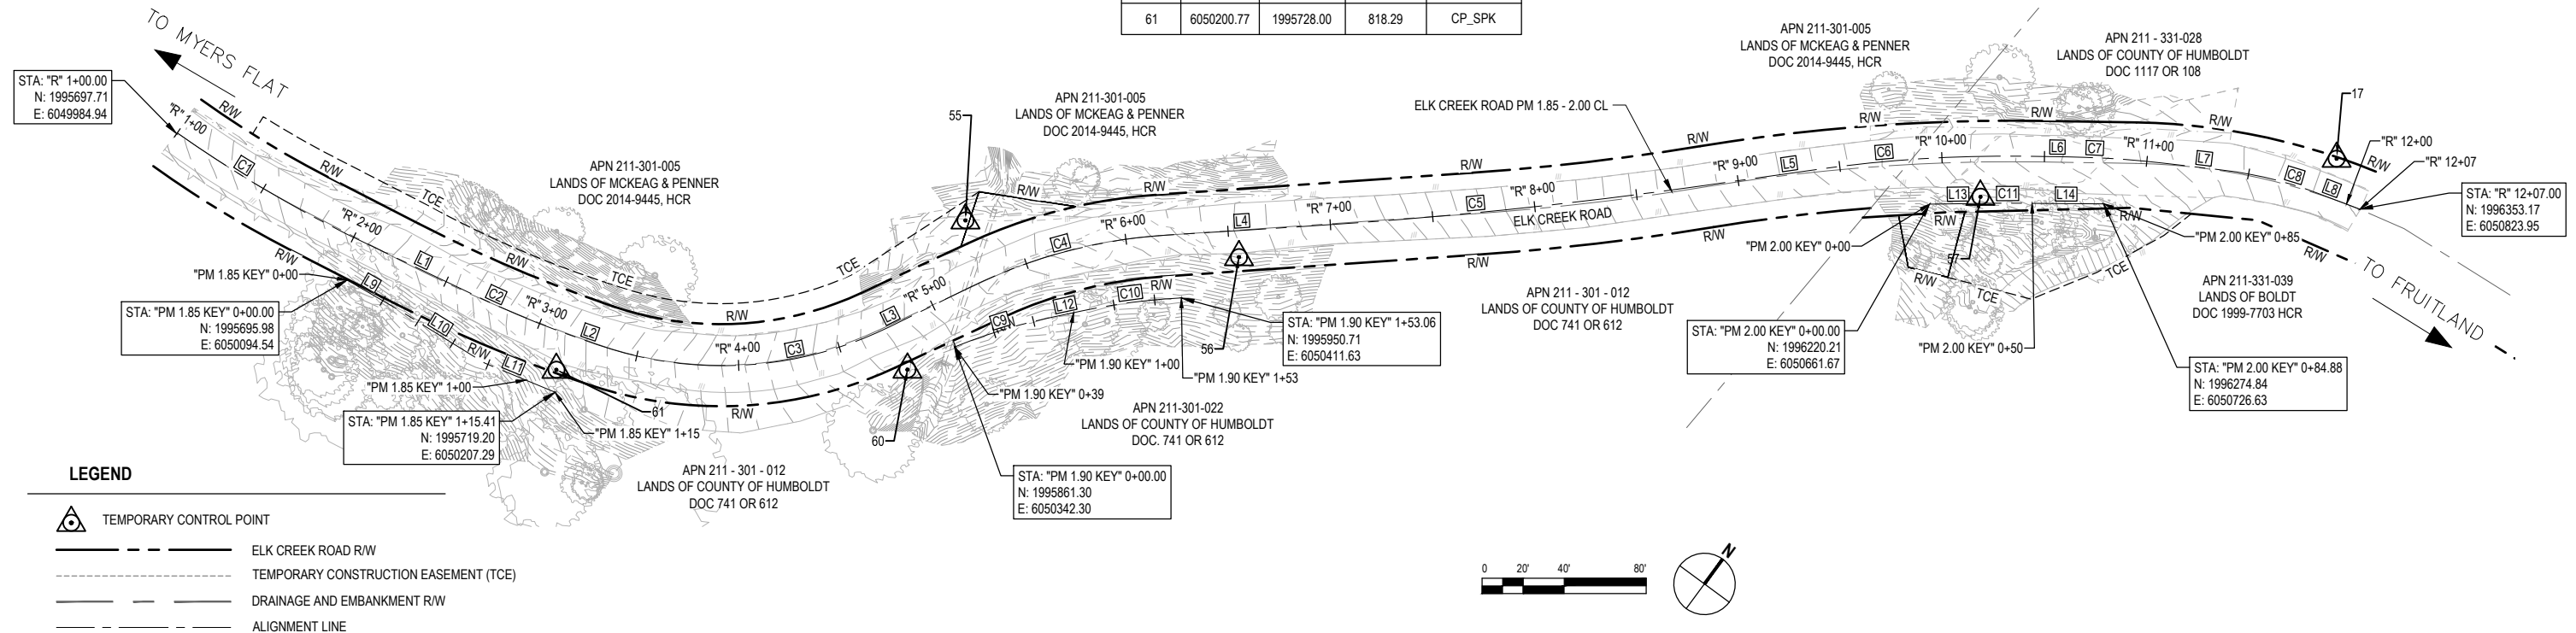 61 6050200.77 1995728.00 818.29 CP_SPK
TO MYERS FLAT
STA: "R" 1+00.00
N: 1995697.71
E: 6049984.94
"R" 1+00
R/W
C1
R/W
TCE
APN 211-301-005
LANDS OF MCKEAG & PENNER
DOC 2014-9445, HCR
"R" 2+00
L1
R/W
R/W
TCE
C2
"R" 3+00
L2
"PM 1.85 KEY" 0+00
L9
STA: "PM 1.85 KEY" 0+00.00
N: 1995695.98
E: 6050094.54
L10
R/W
L11
"PM 1.85 KEY" 1+00
STA: "PM 1.85 KEY" 1+15.41
N: 1995719.20
E: 6050207.29
61
"PM 1.85 KEY" 1+15
R/W
"R" 4+00
C3
R/W
TCE
L3
"R" 5+00
55
APN 211-301-005
LANDS OF MCKEAG & PENNER
DOC 2014-9445, HCR
R/W
R/W
C4
"R" 6+00
L4
"R" 7+00
R/W
C5
"R" 8+00
ELK CREEK ROAD
60
C9
L12
C10
R/W
56
"PM 1.90 KEY" 1+00
"PM 1.90 KEY" 1+53
"PM 1.90 KEY" 0+39
STA: "PM 1.90 KEY" 1+53.06
N: 1995950.71
E: 6050411.63
APN 211-301-022
LANDS OF COUNTY OF HUMBOLDT
DOC. 741 OR 612
STA: "PM 1.90 KEY" 0+00.00
N: 1995861.30
E: 6050342.30
APN 211 - 301 - 012
LANDS OF COUNTY OF HUMBOLDT
DOC 741 OR 612
R/W
APN 211 - 301 - 012
LANDS OF COUNTY OF HUMBOLDT
DOC 741 OR 612
ELK CREEK ROAD PM 1.85 - 2.00 CL
R/W
"R" 9+00
L5
R/W
APN 211-301-005
LANDS OF MCKEAG & PENNER
DOC 2014-9445, HCR
R/W
C6
"R" 10+00
APN 211 - 331-028
LANDS OF COUNTY OF HUMBOLDT
DOC 1117 OR 108
R/W
L6
C7
"R" 11+00
R/W
L7
C8
L8
17
R/W
"R" 12+00
"R" 12+07
STA: "R" 12+07.00
N: 1996353.17
E: 6050823.95
L13
C11
L14
R/W
R/W
"PM 2.00 KEY" 0+00
57
R/W
TCE
TCE
"PM 2.00 KEY" 0+85
R/W
TO FRUITLAND
STA: "PM 2.00 KEY" 0+00.00
N: 1996220.21
E: 6050661.67
"PM 2.00 KEY" 0+50
APN 211-331-039
LANDS OF BOLDT
DOC 1999-7703 HCR
STA: "PM 2.00 KEY" 0+84.88
N: 1996274.84
E: 6050726.63
LEGEND
TEMPORARY CONTROL POINT
ELK CREEK ROAD R/W
TEMPORARY CONSTRUCTION EASEMENT (TCE)
DRAINAGE AND EMBANKMENT R/W
ALIGNMENT LINE
0 20' 40' 80'
N